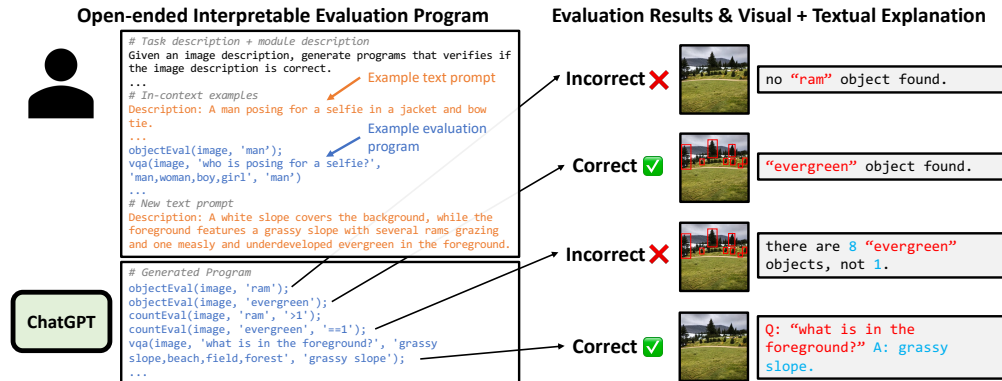 Open-ended Interpretable Evaluation Program
# Task description + module description
Given an image description, generate programs that verifies if
the image description is correct.
...
Example text prompt
# In-context examples
Description: A man posing for a selfie in a jacket and bow
tie.
...
Example evaluation
program
objectEval(image, 'man’);
vqa(image, 'who is posing for a selfie?',
'man,woman,boy,girl', 'man’)
...
# New text prompt
Description: A white slope covers the background, while the
foreground features a grassy slope with several rams grazing
and one measly and underdeveloped evergreen in the foreground.
ChatGPT
# Generated Program
objectEval(image, 'ram');
objectEval(image, 'evergreen');
countEval(image, 'ram', '>1');
countEval(image, 'evergreen', '==1');
vqa(image, 'what is in the foreground?', 'grassy
slope,beach,field,forest', 'grassy slope');
...
Evaluation Results & Visual + Textual Explanation
Incorrect
no “ram” object found.
Correct
“evergreen” object found.
Incorrect
there are 8 “evergreen”
objects, not 1.
Correct
Q: “what is in the
foreground?” A: grassy
slope.